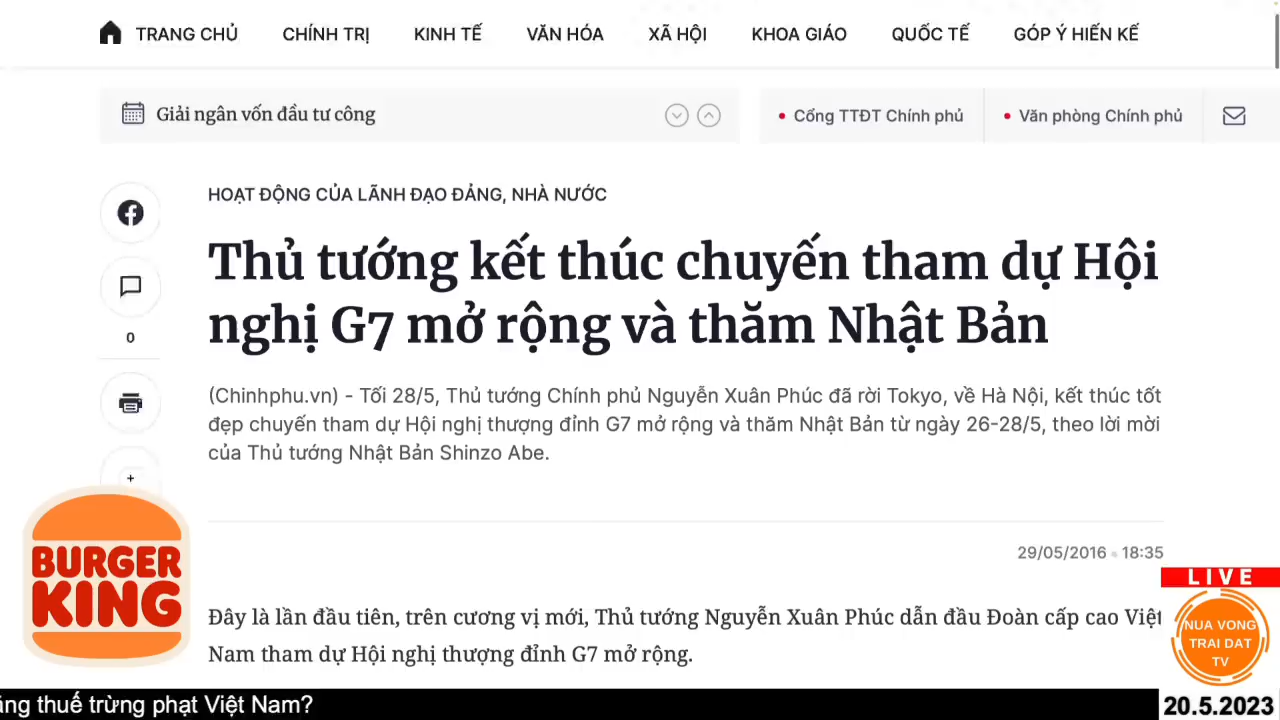 TRANG CHỦ CHÍNH TRỊ KINH TẾ VĂN HÓA XÃ HỘI KHOA GIÁO QUỐC TẾ GÓP Ý HIẾN KẾ
Giải ngân vốn đầu tư công
Cổng TTĐT Chính phủ Văn phòng Chính phủ
HOẠT ĐỘNG CỦA LÃNH ĐẠO ĐẢNG, NHÀ NƯỚC
Thủ tướng kết thúc chuyến tham dự Hội
nghị G7 mở rộng và thăm Nhật Bản
0
(Chinhphu.vn) - Tối 28/5, Thủ tướng Chính phủ Nguyễn Xuân Phúc đã rời Tokyo, về Hà Nội, kết thúc tốt
đẹp chuyến tham dự Hội nghị thượng đỉnh G7 mở rộng và thăm Nhật Bản từ ngày 26-28/5, theo lời mời
của Thủ tướng Nhật Bản Shinzo Abe.
29/05/2016 18:35
BURGER
KING
Đây là lần đầu tiên, trên cương vị mới, Thủ tướng Nguyễn Xuân Phúc dẫn đầu Đoàn cấp cao Việt
Nam tham dự Hội nghị thượng đỉnh G7 mở rộng.
LIVE
NUA VONG
TRAI DAT
TV
thuế trừng phạt Việt Nam?
20.5.2023